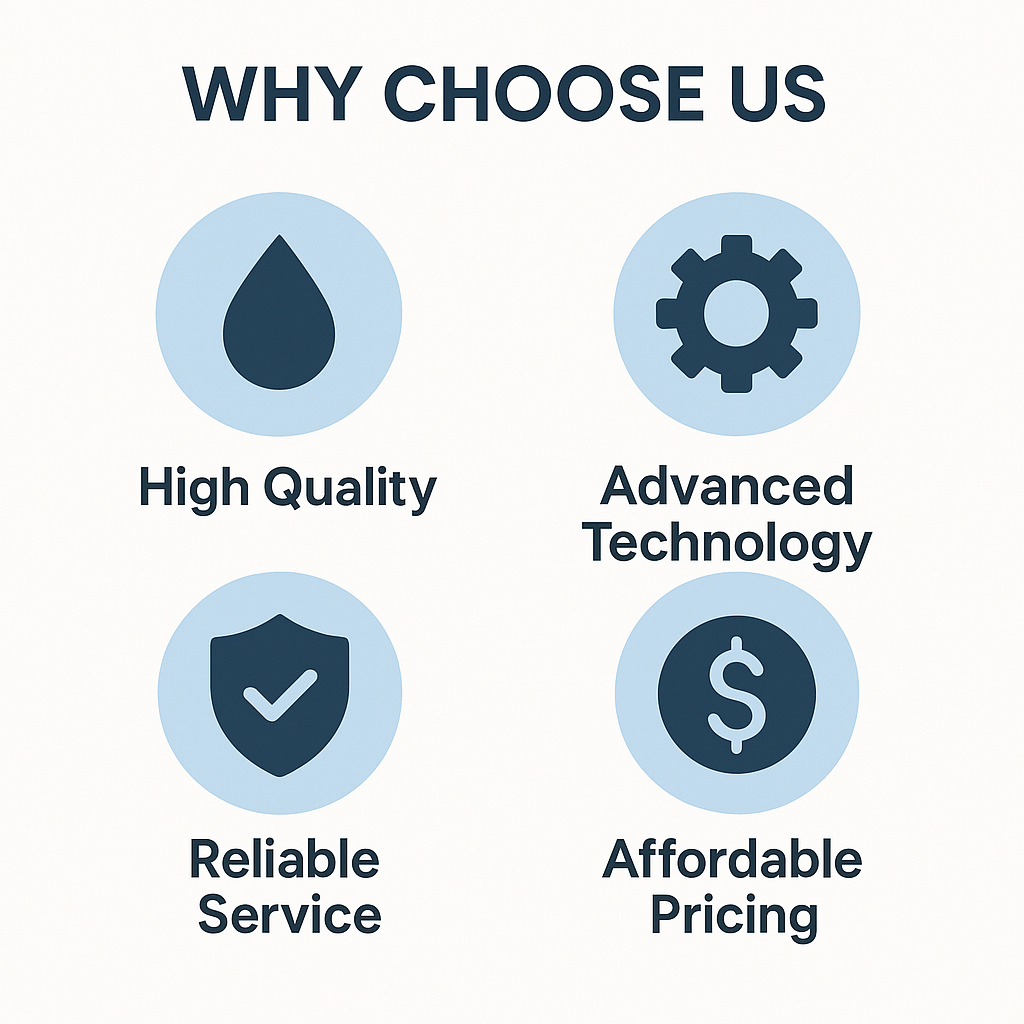 WHY CHOOSE US
High Quality
Advanced
Technology
$
Reliable
Service
Affordable
Pricing